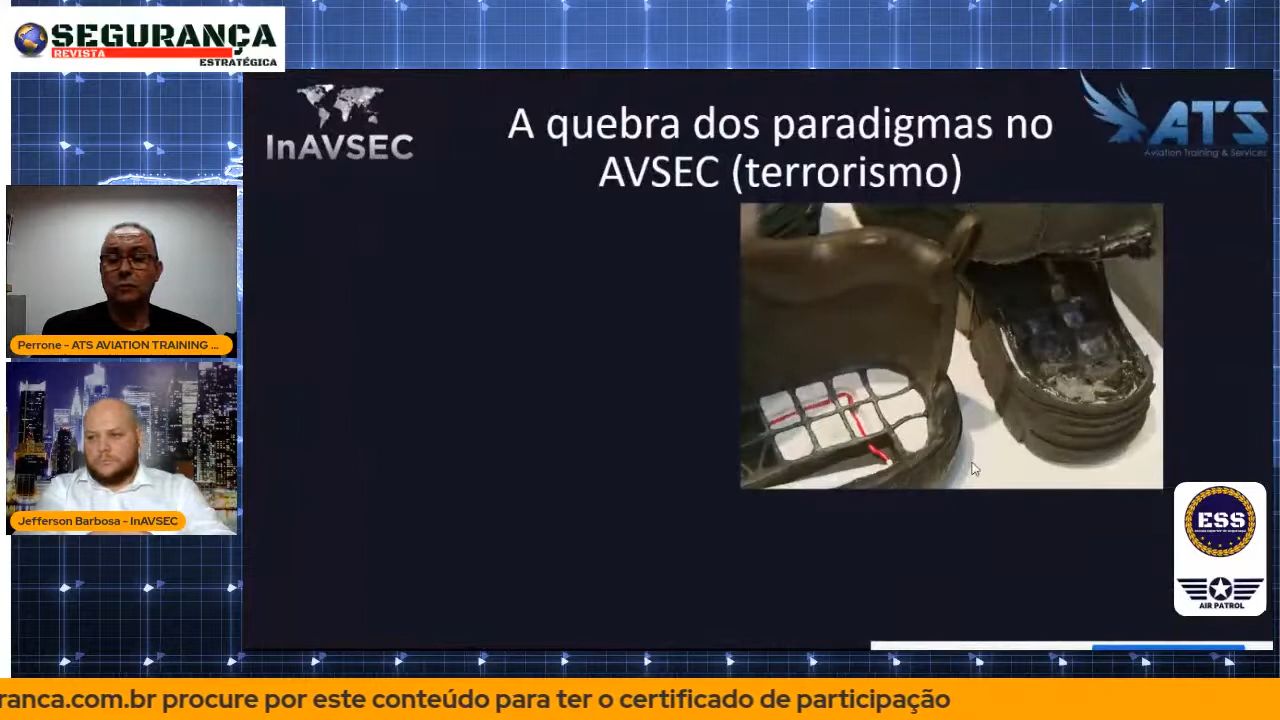 SEGURANÇA
REVISTA
ESTRATÉGICA
InAVSEC
A quebra dos paradigmas no
AVSEC (terrorismo)
ATS
Aviation Training & Services
Perrone - ATS AVIATION TRAINING ...
Jefferson Barbosa - InAVSEC
ESS
AIR PATROL
ranca.com.br procure por este conteúdo para ter o certificado de participação